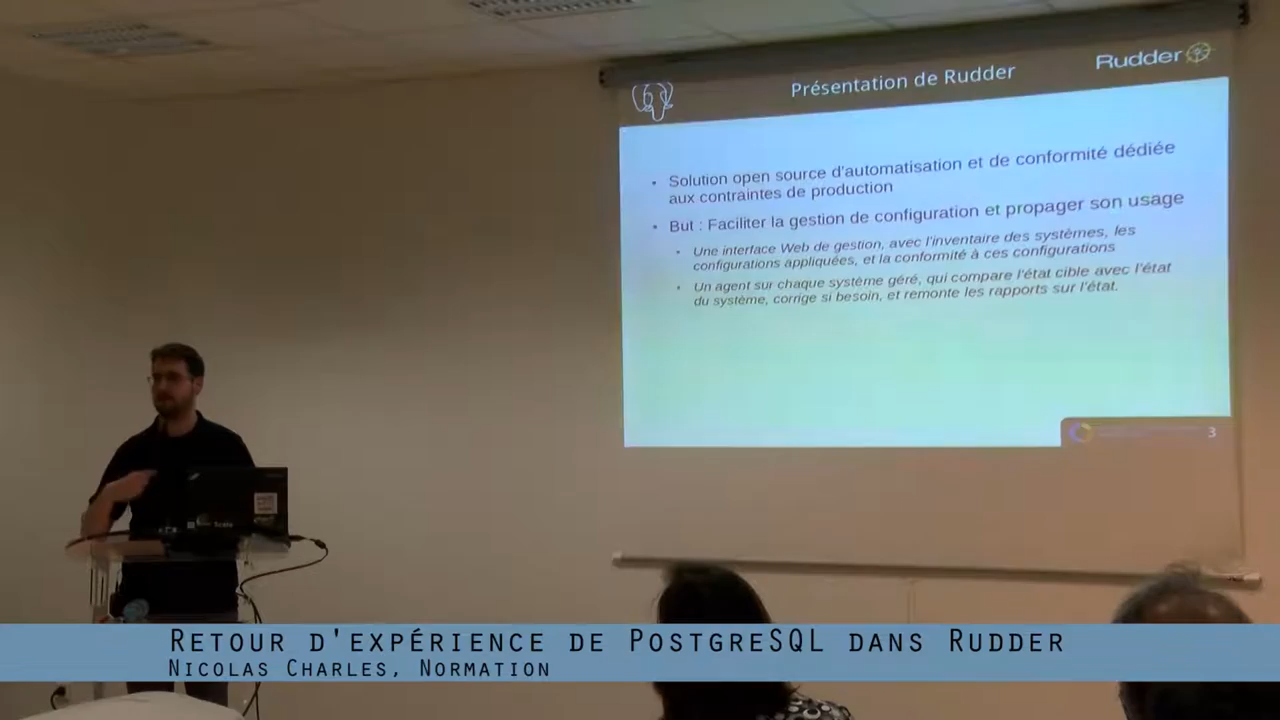 Présentation de Rudder
Rudder
Solution open source d'automatisation et de conformité dédiée
aux contraintes de production
But : Faciliter la gestion de configuration et propager son usage
Une interface Web de gestion, avec l'inventaire des systèmes, les
configurations appliquées, et la conformité à ces configurations
Un agent sur chaque système géré, qui compare l'état cible avec l'état
du système, corrige si besoin, et remonte les rapports sur l'état.
3
Scala
RETOUR D'EXPÉRIENCE DE POSTGRESQL DANS RUDDER
NICOLAS CHARLES, NORMATION